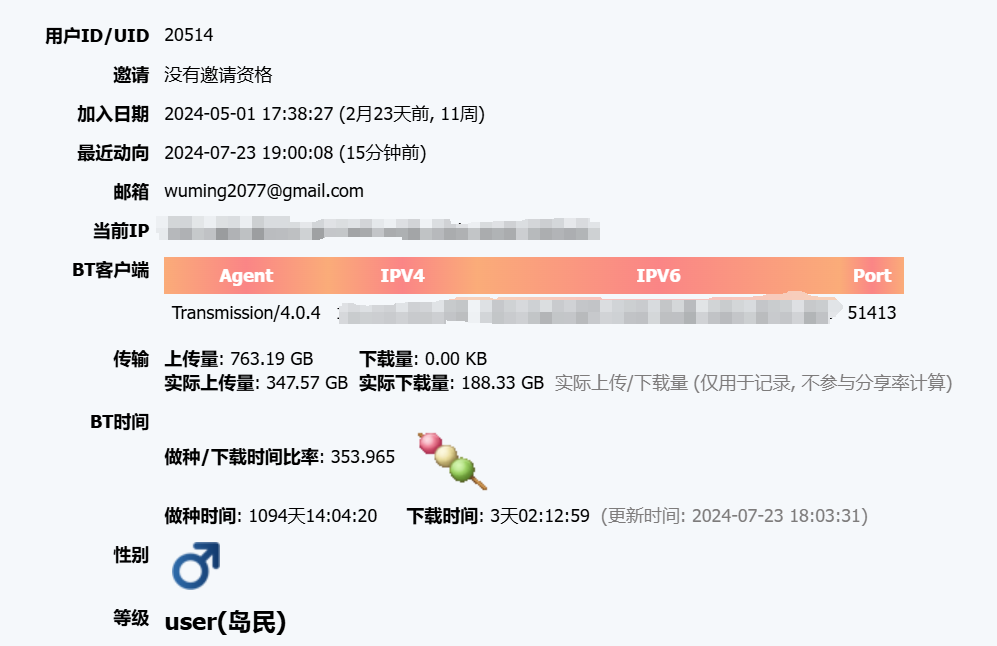 用户ID/UID 20514
邀请 没有邀请资格
加入日期 2024-05-01 17:38:27 (2月23天前, 11周)
最近动向 2024-07-23 19:00:08 (15分钟前)
邮箱 wuming2077@gmail.com
当前IP
BT客户端 Agent IPV4 IPV6 Port
Transmission/4.0.4 51413
传输 上传量: 763.19 GB 下载量: 0.00 KB
实际上传量: 347.57 GB 实际下载量: 188.33 GB 实际上传/下载量 (仅用于记录, 不参与分享率计算)
BT时间
做种/下载时间比率: 353.965
做种时间: 1094天14:04:20 下载时间: 3天02:12:59 (更新时间: 2024-07-23 18:03:31)
性别
等级 user(岛民)